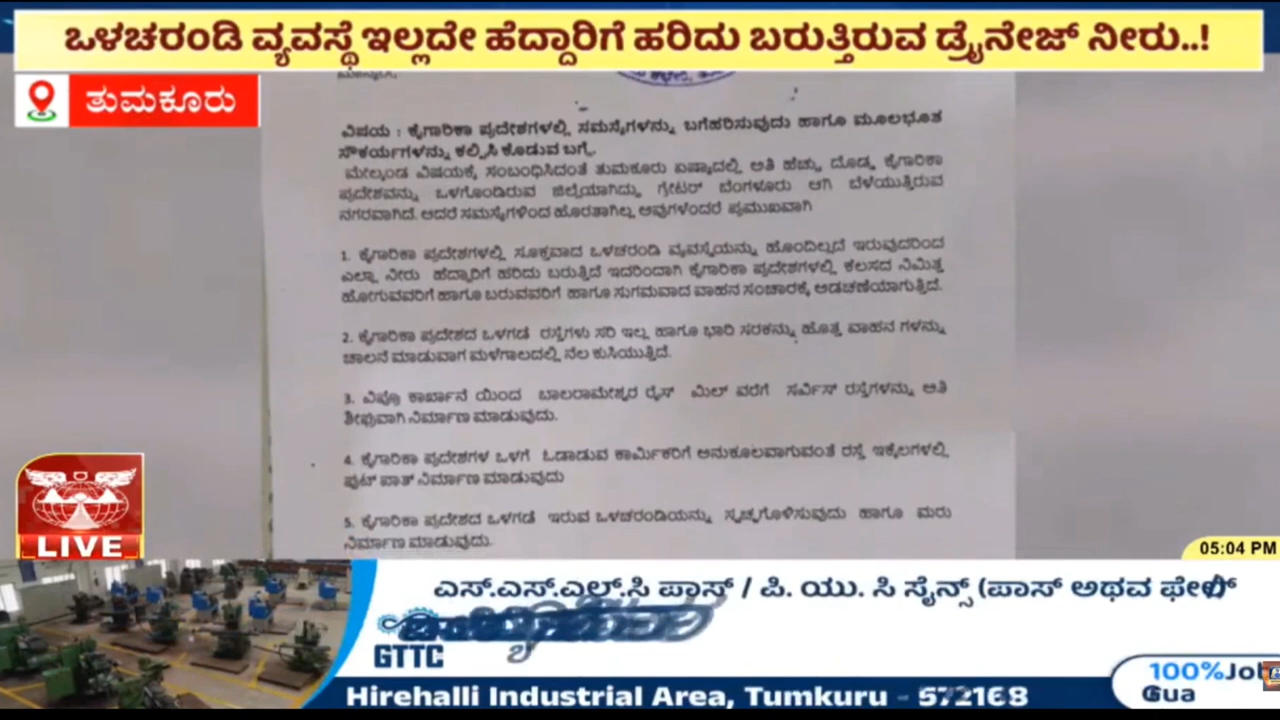 ಒಳಚರಂಡಿ ವ್ಯವಸ್ಥೆ ಇಲ್ಲದೇ ಹೆದ್ದಾರಿಗೆ ಹರಿದು ಬರುತ್ತಿರುವ ಡ್ರೈನೇಜ್ ನೀರು..!
ತುಮಕೂರು
ವಿಷಯ : ಕೈಗಾರಿಕಾ ಪ್ರದೇಶಗಳಲ್ಲಿ ಸಮಸ್ಯೆಗಳನ್ನು ಬಗೆಹರಿಸುವುದು ಹಾಗೂ ಮೂಲಭೂತ
ಸೌಕರ್ಯಗಳನ್ನು ಕಲ್ಪಿಸಿ ಕೊಡುವ ಬಗ್ಗೆ.
ಮೇಲ್ಕಂಡ ವಿಷಯಕ್ಕೆ ಸಂಬಂಧಿಸಿದಂತೆ ತುಮಕೂರು ಏಷ್ಯಾದಲ್ಲಿ ಅತಿ ಹೆಚ್ಚು ದೊಡ್ಡ ಕೈಗಾರಿಕಾ
ಪ್ರದೇಶವನ್ನು ಒಳಗೊಂಡಿರುವ ಜಿಲ್ಲೆಯಾಗಿದ್ದು ಗ್ರೇಟರ್ ಬೆಂಗಳೂರು ಆಗಿ ಬೆಳೆಯುತ್ತಿರುವ
ನಗರವಾಗಿದೆ. ಆದರೆ ಸಮಸ್ಯೆಗಳಿಂದ ಹೊರತಾಗಿಲ್ಲ ಅವುಗಳೆಂದರೆ ಪ್ರಮುಖವಾಗಿ
1. ಕೈಗಾರಿಕಾ ಪ್ರದೇಶಗಳಲ್ಲಿ ಸೂಕ್ತವಾದ ಒಳಚರಂಡಿ ವ್ಯವಸ್ಥೆಯನ್ನು ಹೊಂದಿಲ್ಲದೆ ಇರುವುದರಿಂದ
ಎಲ್ಲಾ ನೀರು ಹೆದ್ದಾರಿಗೆ ಹರಿದು ಬರುತ್ತಿದೆ ಇದರಿಂದಾಗಿ ಕೈಗಾರಿಕಾ ಪ್ರದೇಶಗಳಲ್ಲಿ ಕೆಲಸದ ನಿಮಿತ್ತ
ಹೋಗುವವರಿಗೆ ಹಾಗೂ ಬರುವವರಿಗೆ ಹಾಗೂ ಸುಗಮವಾದ ವಾಹನ ಸಂಚಾರಕ್ಕೆ ಅಡಚಣೆಯಾಗುತ್ತಿದೆ.
2. ಕೈಗಾರಿಕಾ ಪ್ರದೇಶದ ಒಳಗಡೆ ರಸ್ತೆಗಳು ಸರಿ ಇಲ್ಲ ಹಾಗೂ ಭಾರಿ ಸರಕನ್ನು ಹೊತ್ತ ವಾಹನ ಗಳನ್ನು
ಚಾಲನೆ ಮಾಡುವಾಗ ಮಳೆಗಾಲದಲ್ಲಿ ನೆಲ ಕುಸಿಯುತ್ತಿದೆ.
3. ವಿಪ್ರೊ ಕಾರ್ಖಾನೆ ಯಿಂದ ಬಾಲರಾಮೇಶ್ವರ ರೈಸ್ ಮಿಲ್ ವರೆಗೆ ಸರ್ವಿಸ್ ರಸ್ತೆಗಳನ್ನು ಅತಿ
ಶೀಘ್ರವಾಗಿ ನಿರ್ಮಾಣ ಮಾಡುವುದು.
4. ಕೈಗಾರಿಕಾ ಪ್ರದೇಶಗಳ ಒಳಗೆ ಓಡಾಡುವ ಕಾರ್ಮಿಕರಿಗೆ ಅನುಕೂಲವಾಗುವಂತೆ ರಸ್ತೆ ಇಕ್ಕೆಲಗಳಲ್ಲಿ
ಫುಟ್ ಪಾತ್ ನಿರ್ಮಾಣ ಮಾಡುವುದು
5. ಕೈಗಾರಿಕಾ ಪ್ರದೇಶದ ಒಳಗಡೆ ಇರುವ ಒಳಚರಂಡಿಯನ್ನು ಸ್ವಚ್ಛಗೊಳಿಸುವುದು ಹಾಗೂ ಮರು
ನಿರ್ಮಾಣ ಮಾಡುವುದು.
LIVE
05:04 PM
ಎಸ್.ಎಸ್.ಎಲ್.ಸಿ ಪಾಸ್ / ಪಿ. ಯು. ಸಿ ಸೈನ್ಸ್ (ಪಾಸ್ ಅಥವ
GTTC
100% Job
Gua
Hirehalli Industrial Area, Tumkuru - 572168